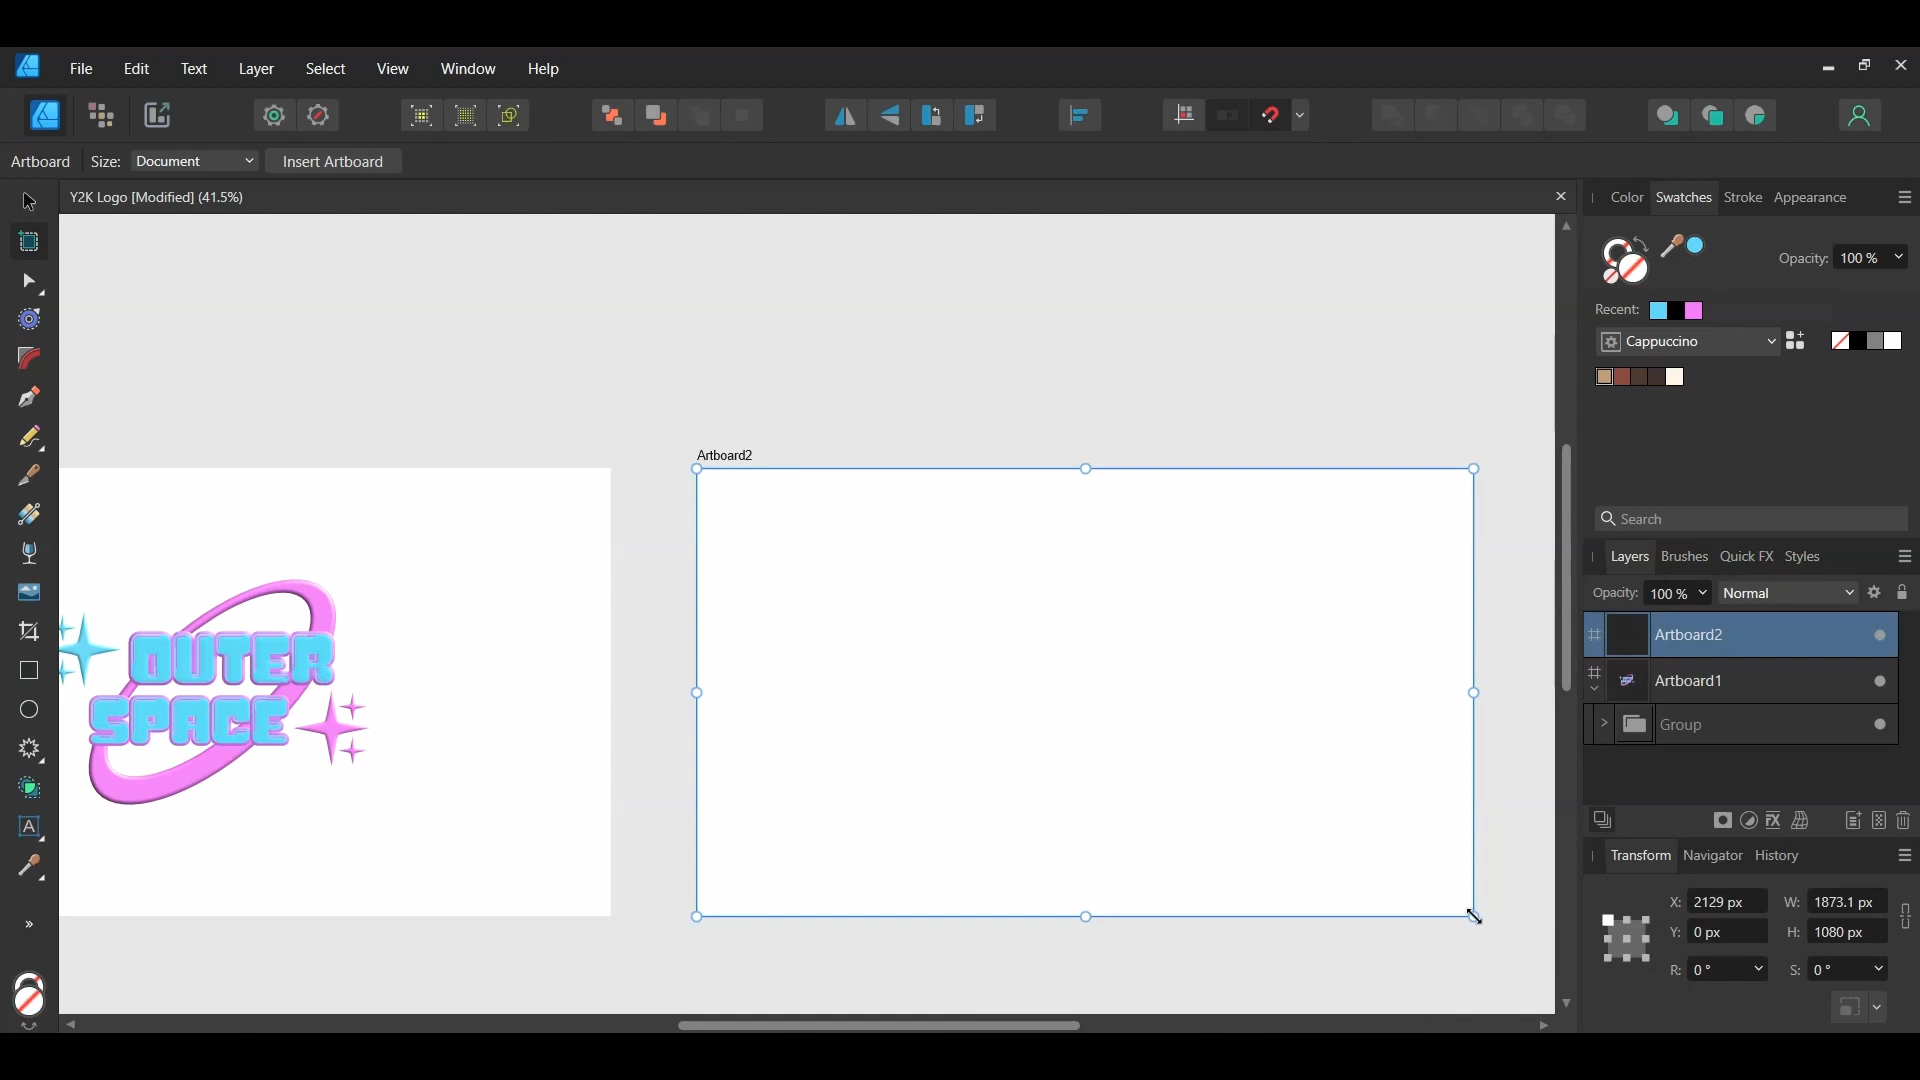 File Edit Text Layer Select View Window Help
Artboard Size: Document Insert Artboard
Y2K Logo [Modified] (41.5%)
Color Swatches Stroke Appearance
Opacity: 100 %
Recent:
Cappuccino
Artboard2
OUTER
SPACE
Search
Layers Brushes Quick FX Styles
Opacity: 100 % Normal
Artboard2
Artboard1
Group
Transform Navigator History
X: 2129 px W: 1873.1 px
Y: 0 px H: 1080 px
R: 0 ° S: 0 °